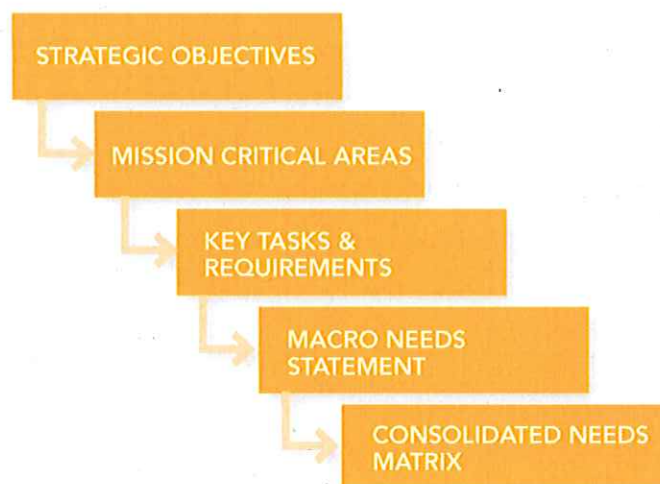 STRATEGIC OBJECTIVES
MISSION CRITICAL AREAS
KEY TASKS &
REQUIREMENTS
MACRO NEEDS
STATEMENT
CONSOLIDATED NEEDS
MATRIX